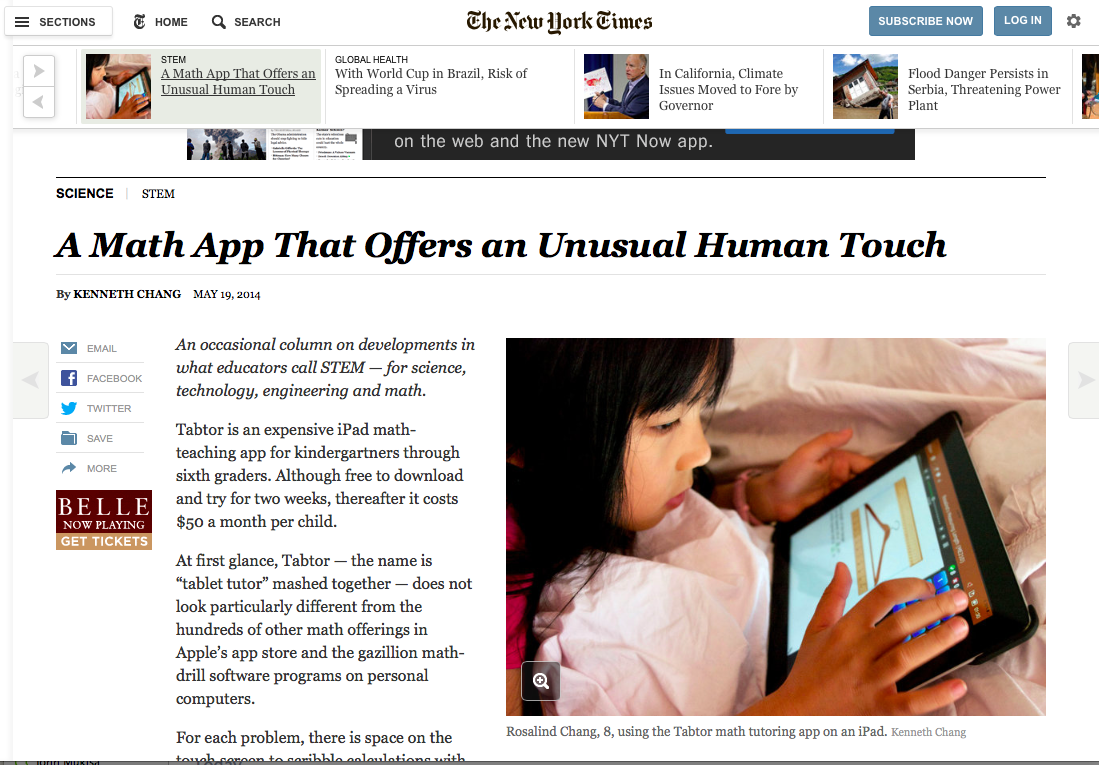 SECTIONS
HOME
SEARCH
The New York Times
SUBSCRIBE NOW
LOG IN
STEM
A Math App That Offers an
Unusual Human Touch
GLOBAL HEALTH
With World Cup in Brazil, Risk of
Spreading a Virus
In California, Climate
Issues Moved to Fore by
Governor
Flood Danger Persists in
Serbia, Threatening Power
Plant
on the web and the new NYT Now app.
SCIENCE | STEM
A Math App That Offers an Unusual Human Touch
By KENNETH CHANG MAY 19, 2014
EMAIL
FACEBOOK
TWITTER
SAVE
MORE
BELLE
NOW PLAYING
GET TICKETS
An occasional column on developments in
what educators call STEM — for science,
technology, engineering and math.
Tabtor is an expensive iPad math-
teaching app for kindergartners through
sixth graders. Although free to download
and try for two weeks, thereafter it costs
$50 a month per child.
At first glance, Tabtor — the name is
“tablet tutor” mashed together — does not
look particularly different from the
hundreds of other math offerings in
Apple’s app store and the gazillion math-
drill software programs on personal
computers.
For each problem, there is space on the
touch screen to scribble calculations with
Rosalind Chang, 8, using the Tabtor math tutoring app on an iPad. Kenneth Chang